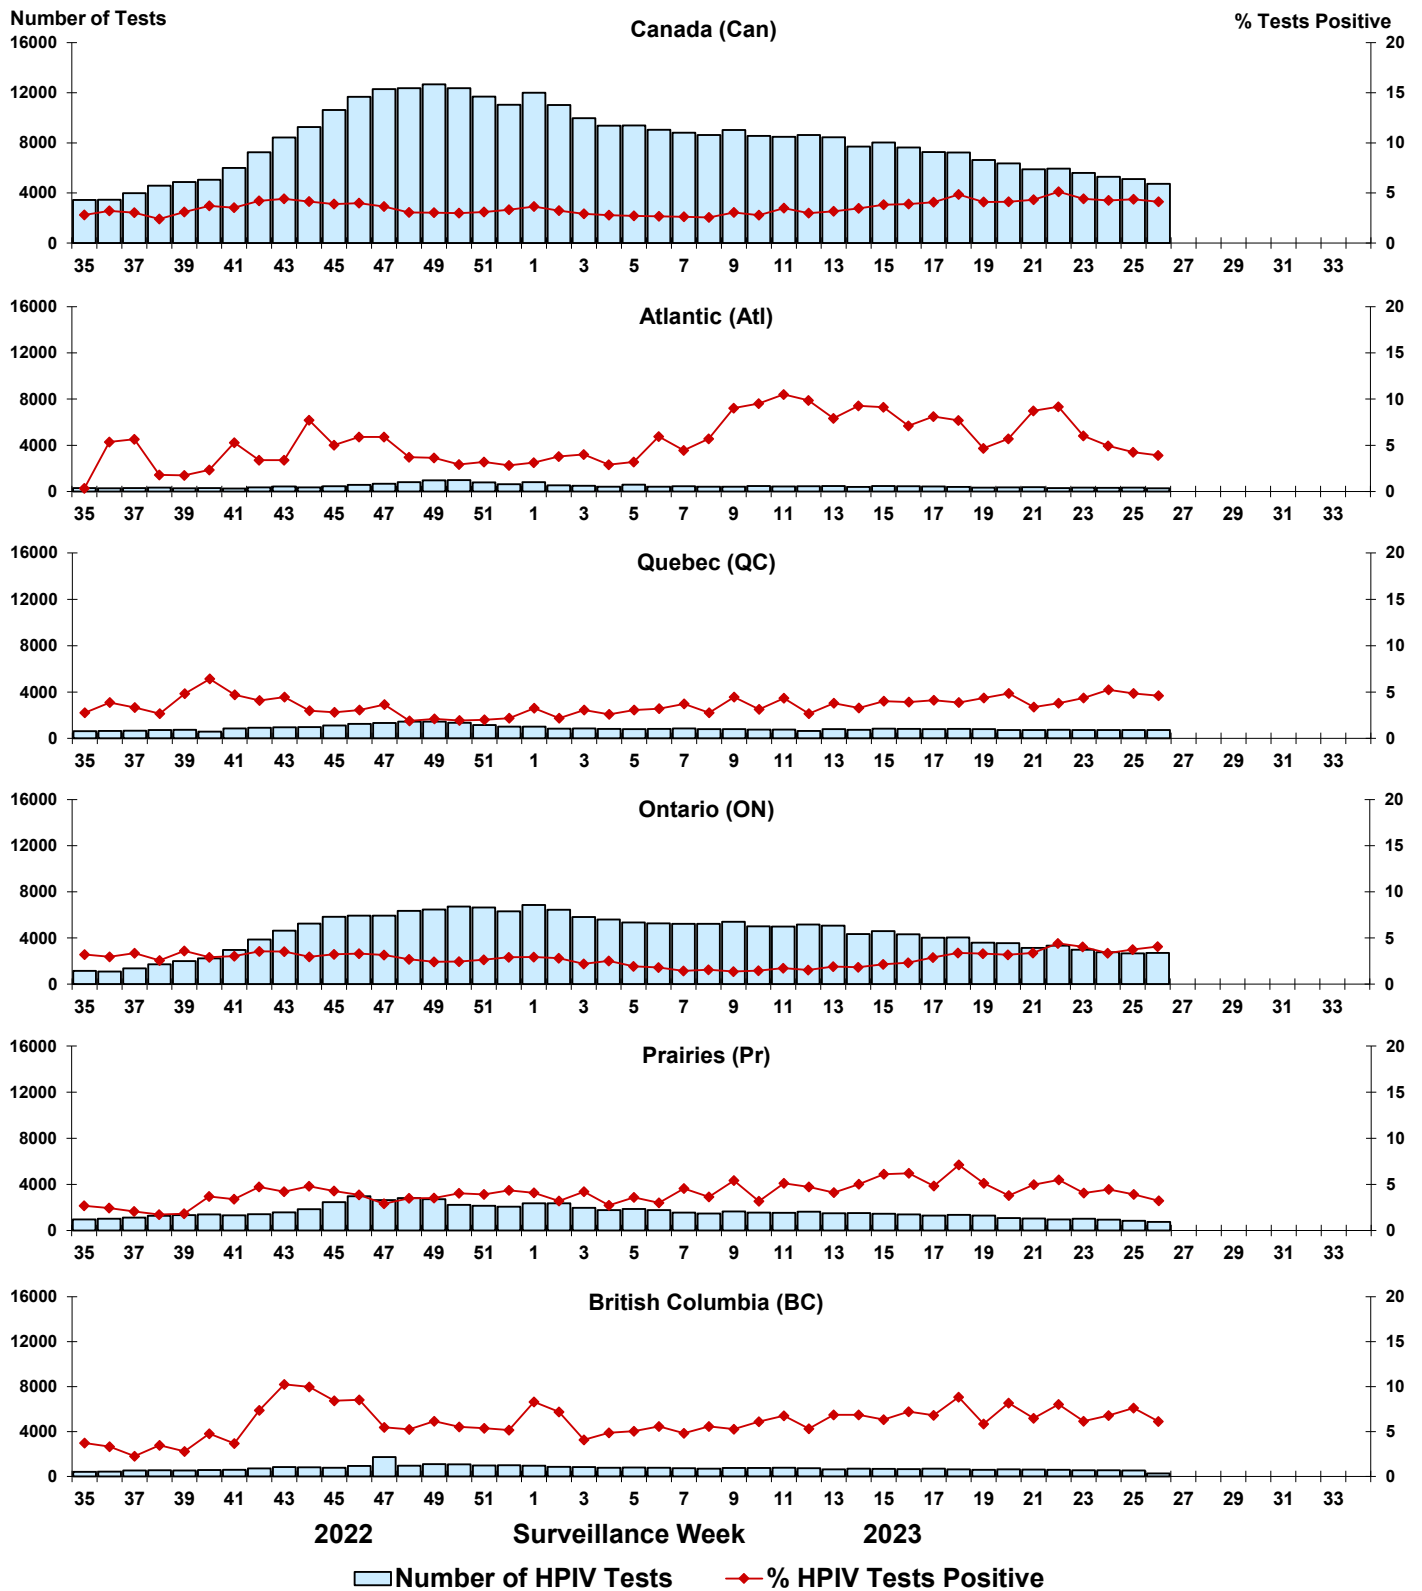 Number of Tests
% Tests Positive
Canada (Can)
16000 20
12000 15
8000 10
4000 5
0 0
35 37 39 41 43 45 47 49 51 1 3 5 7 9 11 13 15 17 19 21 23 25 27 29 31 33
Atlantic (Atl)
16000 20
12000 15
8000 10
4000 5
0 0
35 37 39 41 43 45 47 49 51 1 3 5 7 9 11 13 15 17 19 21 23 25 27 29 31 33
Quebec (QC)
16000 20
12000 15
8000 10
4000 5
0 0
35 37 39 41 43 45 47 49 51 1 3 5 7 9 11 13 15 17 19 21 23 25 27 29 31 33
Ontario (ON)
16000 20
12000 15
8000 10
4000 5
0 0
35 37 39 41 43 45 47 49 51 1 3 5 7 9 11 13 15 17 19 21 23 25 27 29 31 33
Prairies (Pr)
16000 20
12000 15
8000 10
4000 5
0 0
35 37 39 41 43 45 47 49 51 1 3 5 7 9 11 13 15 17 19 21 23 25 27 29 31 33
British Columbia (BC)
16000 20
12000 15
8000 10
4000 5
0 0
35 37 39 41 43 45 47 49 51 1 3 5 7 9 11 13 15 17 19 21 23 25 27 29 31 33
2022 Surveillance Week 2023
Number of HPIV Tests % HPIV Tests Positive